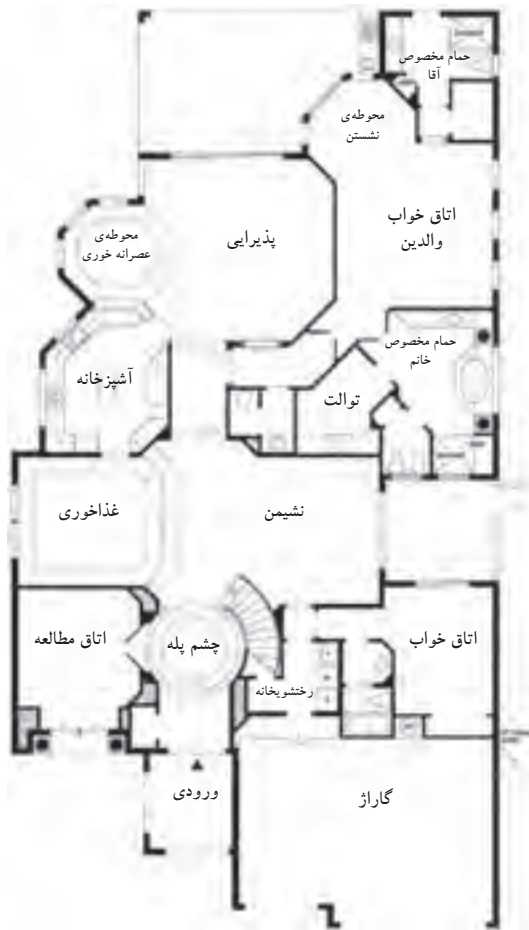 حمام مخصوص
آقا
محوطه‌ی
نشستن
اتاق خواب
والدین
پذیرایی
محوطه‌ی
عصرانه خوری
حمام مخصوص
خانم
آشپزخانه
توالت
غذاخوری
نشیمن
اتاق مطالعه
چشم پله
اتاق خواب
رختشویخانه
ورودی
گاراژ